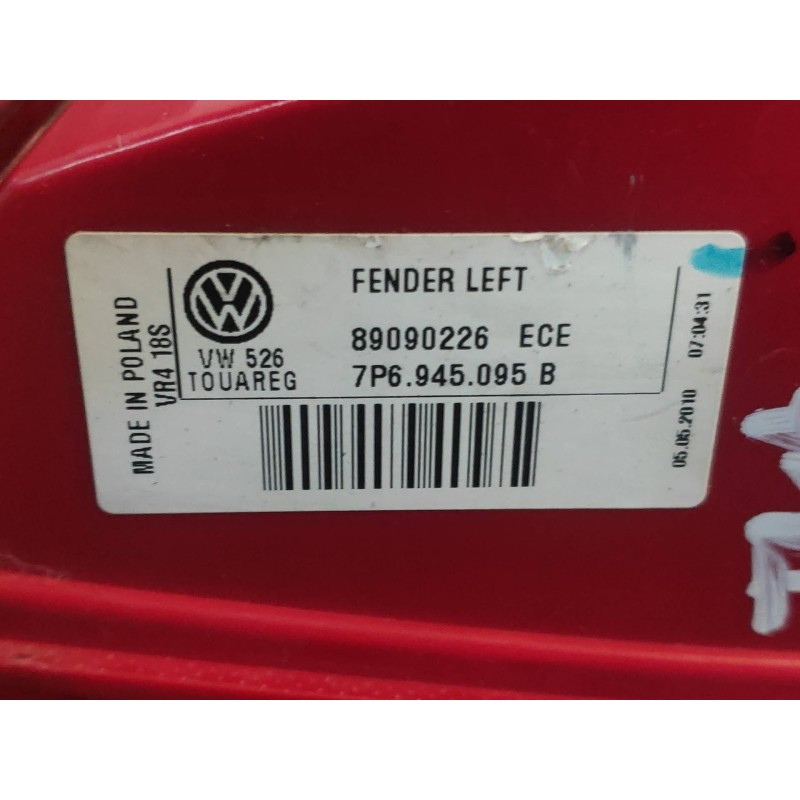 MADE IN POLAND
VR4 18S
VW 526
TOUAREG
FENDER LEFT
89090226 ECE
7P6.945.095 B
05.05.2010 07:04:31